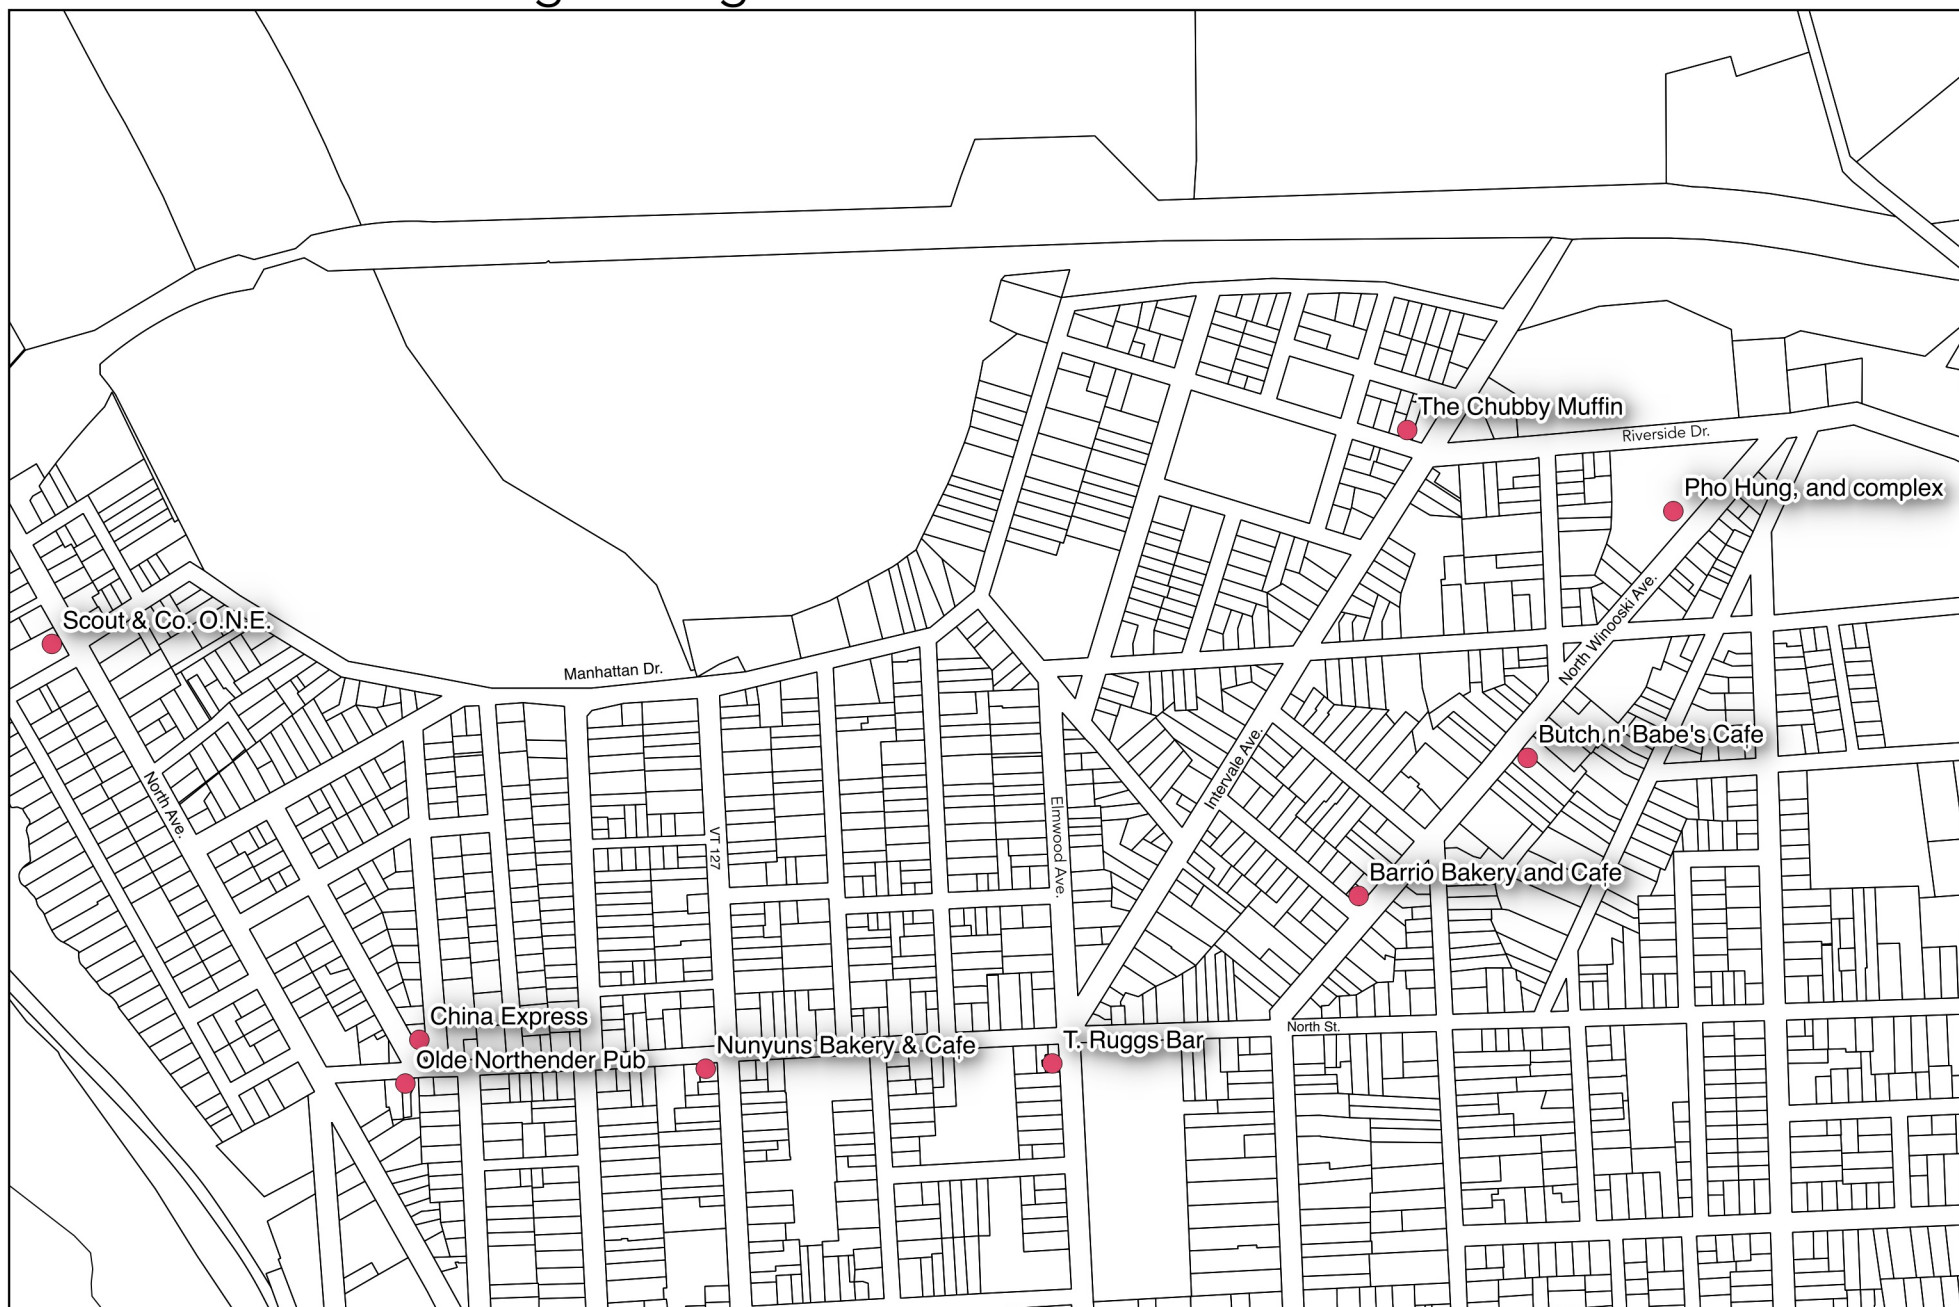 The Chubby Muffin
Riverside Dr.
Pho Hung, and complex
Scout & Co. O.N.E.
Manhattan Dr.
North Winooski Ave.
Butch n' Babe's Cafe
Intervale Ave.
North Ave.
VT 127
Elmwood Ave.
Barrio Bakery and Cafe
China Express
North St.
Nunyuns Bakery & Cafe
T. Ruggs Bar
Olde Northender Pub